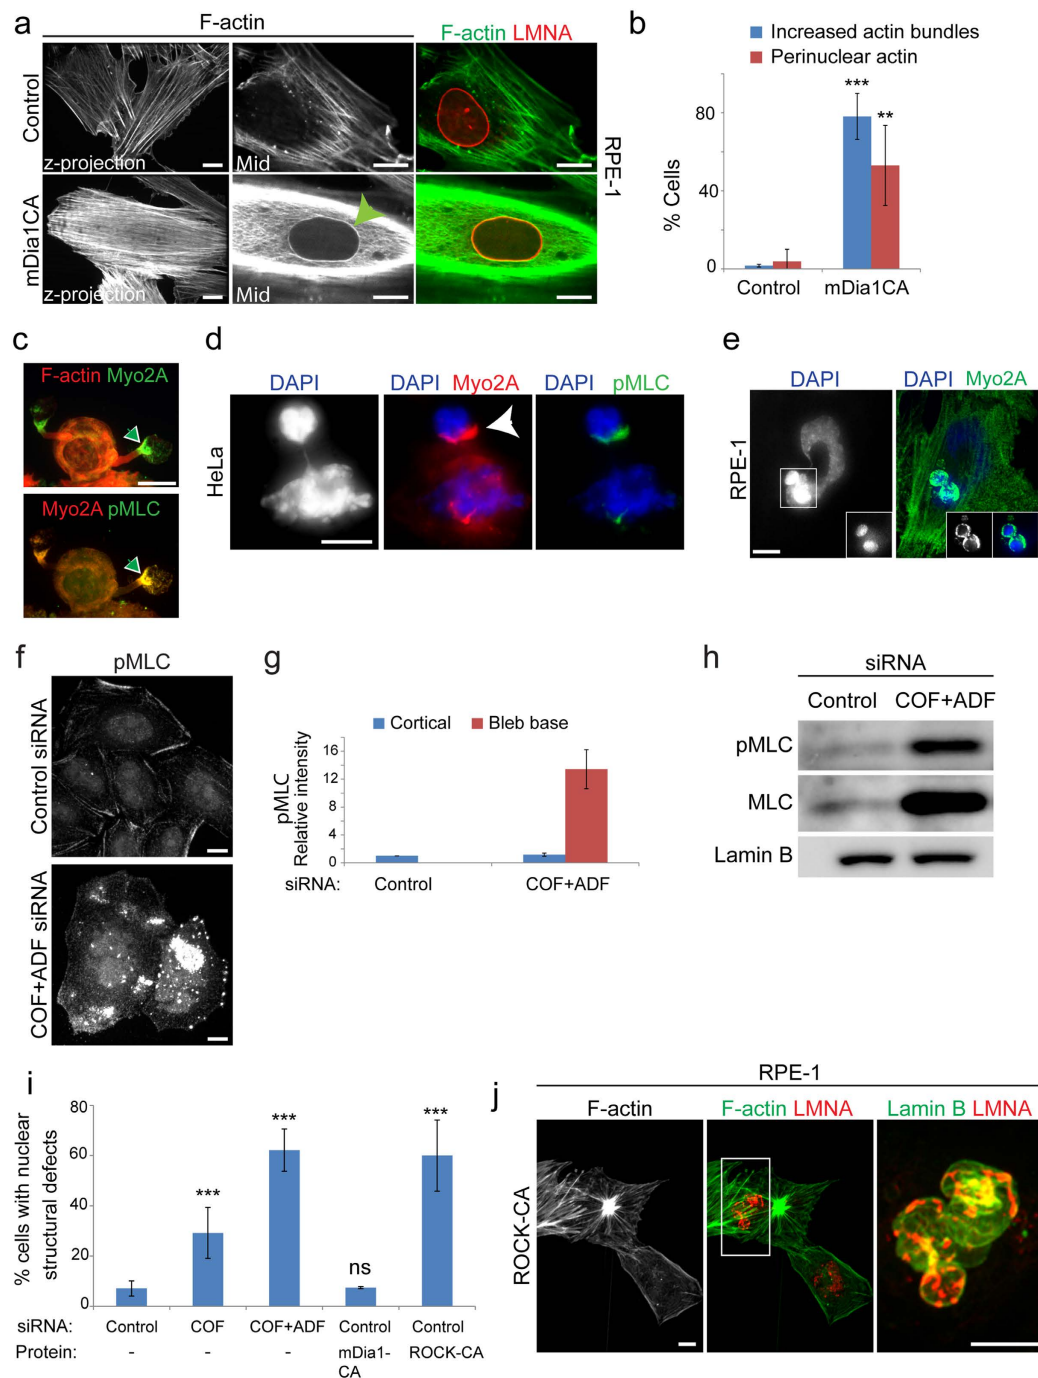 a
F-actin
F-actin LMNA
Control
z-projection
Mid
RPE-1
mDia1CA
z-projection
Mid
b
Increased actin bundles
Perinuclear actin
% Cells
80
40
0
***
**
Control
mDia1CA
c
F-actin Myo2A
Myo2A pMLC
d
DAPI
DAPI Myo2A
DAPI pMLC
HeLa
e
DAPI
DAPI Myo2A
RPE-1
f
pMLC
Control siRNA
COF+ADF siRNA
g
Cortical
Bleb base
pMLC
Relative intensity
16
12
8
4
0
siRNA:
Control
COF+ADF
h
siRNA
Control
COF+ADF
pMLC
MLC
Lamin B
i
% cells with nuclear
structural defects
80
60
40
20
0
***
***
ns
***
siRNA: Control COF COF+ADF Control Control
Protein: - - - mDia1-CA ROCK-CA
j
RPE-1
F-actin
F-actin LMNA
Lamin B LMNA
ROCK-CA